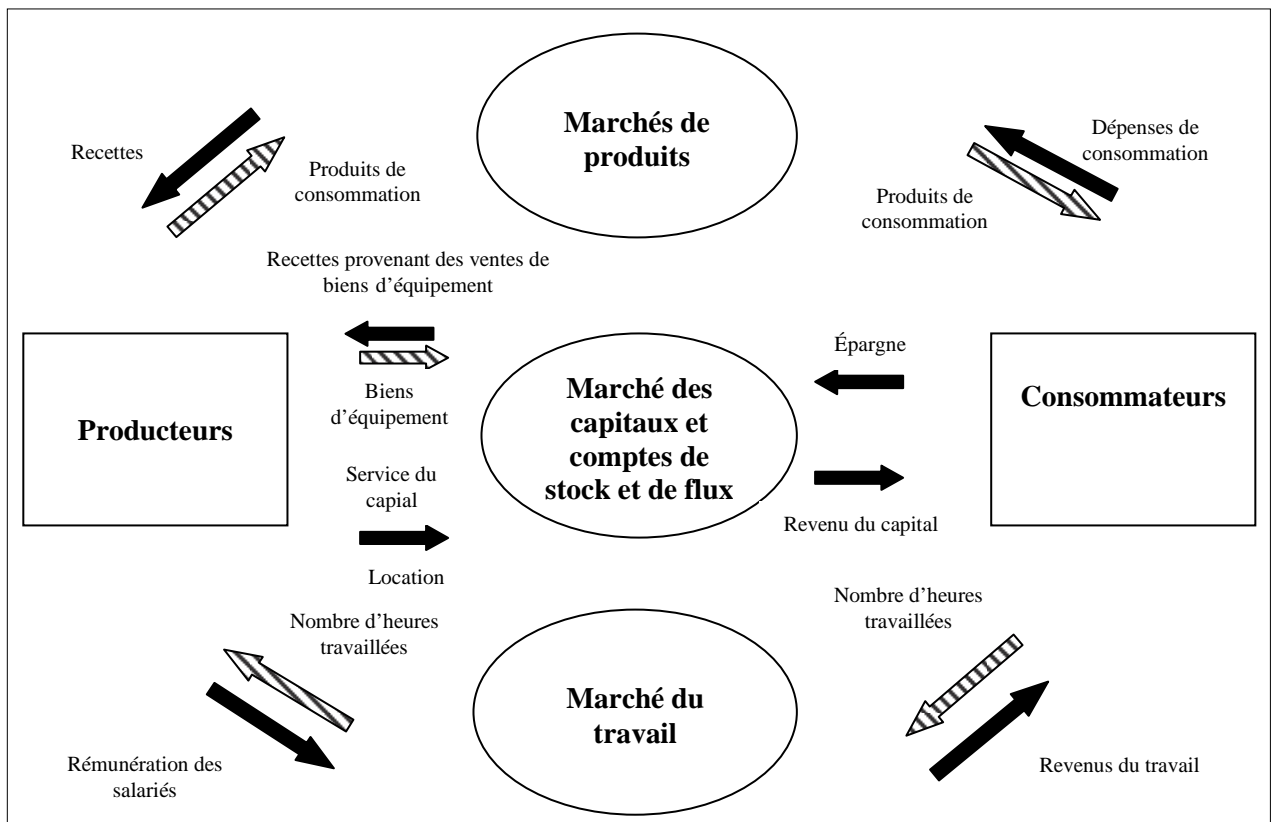 Marchés de
produits
Recettes
Produits de
consommation
Dépenses de
consommation
Produits de
consommation
Recettes provenant des ventes de
biens d’équipement
Biens
d’équipement
Épargne
Producteurs
Marché des
capitaux et
comptes de
stock et de flux
Consommateurs
Service du
capial
Location
Revenu du capital
Nombre d’heures
travaillées
Nombre d’heures
travaillées
Marché du
travail
Rémunération des
salariés
Revenus du travail